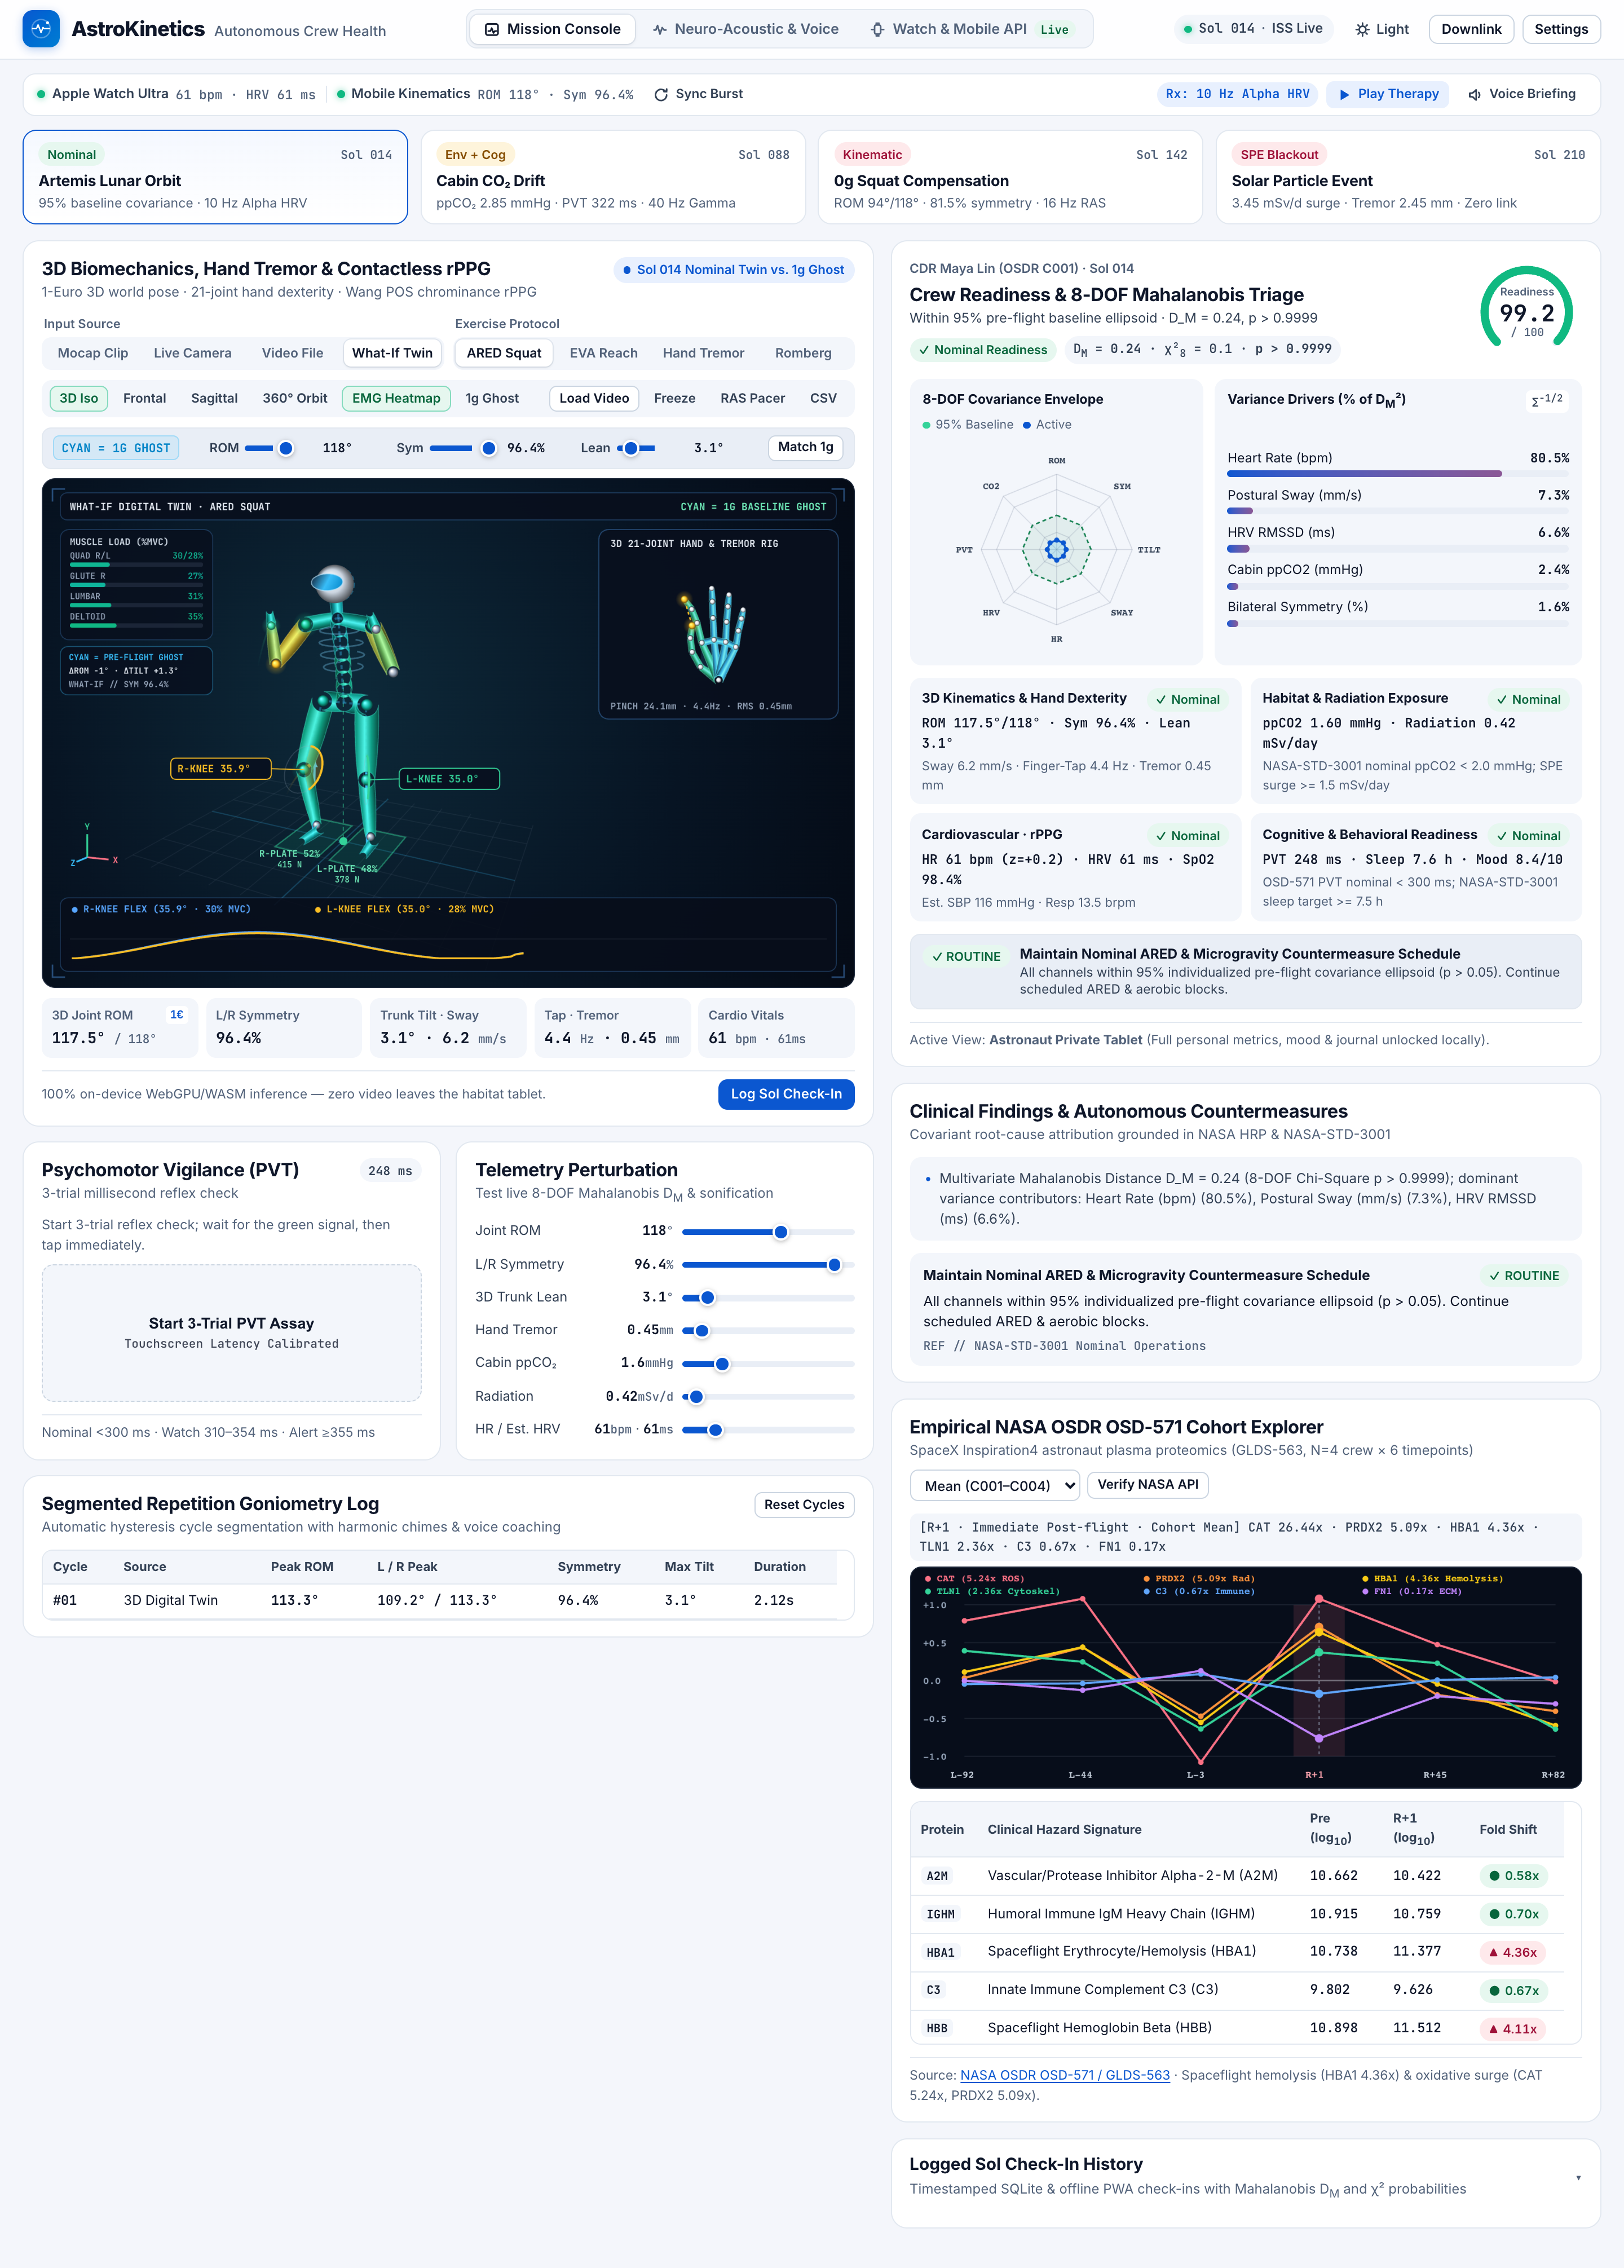 AstroKinetics Autonomous Crew Health
Mission Console
Neuro-Acoustic & Voice
Watch & Mobile API Live
Sol 014 · ISS Live
Light
Downlink
Settings
Apple Watch Ultra 61 bpm · HRV 61 ms
Mobile Kinematics ROM 118° · Sym 96.4%
Sync Burst
Rx: 10 Hz Alpha HRV
Play Therapy
Voice Briefing
Nominal Sol 014
Artemis Lunar Orbit
95% baseline covariance · 10 Hz Alpha HRV
Env + Cog Sol 088
Cabin CO₂ Drift
ppCO₂ 2.85 mmHg · PVT 322 ms · 40 Hz Gamma
Kinematic Sol 142
0g Squat Compensation
ROM 94°/118° · 81.5% symmetry · 16 Hz RAS
SPE Blackout Sol 210
Solar Particle Event
3.45 mSv/d surge · Tremor 2.45 mm · Zero link
3D Biomechanics, Hand Tremor & Contactless rPPG
Sol 014 Nominal Twin vs. 1g Ghost
1-Euro 3D world pose · 21-joint hand dexterity · Wang POS chrominance rPPG
Input Source
Exercise Protocol
Mocap Clip Live Camera Video File What-If Twin
ARED Squat EVA Reach Hand Tremor Romberg
3D Iso Frontal Sagittal 360° Orbit EMG Heatmap 1g Ghost Load Video Freeze RAS Pacer CSV
CYAN = 1G GHOST ROM 118° Sym 96.4% Lean 3.1° Match 1g
WHAT-IF DIGITAL TWIN · ARED SQUAT
CYAN = 1G BASELINE GHOST
MUSCLE LOAD (%MVC)
QUAD R/L 30/28%
GLUTE R 27%
LUMBAR 31%
DELTOID 35%
CYAN = PRE-FLIGHT GHOST
ΔROM -1° · ΔTILT +1.3°
WHAT-IF // SYM 96.4%
3D 21-JOINT HAND & TREMOR RIG
PINCH 24.1mm · 4.4Hz · RMS 0.45mm
R-KNEE 35.9°
L-KNEE 35.0°
Y
Z
X
R-PLATE 52%
415 N
L-PLATE 48%
378 N
R-KNEE FLEX (35.9° · 30% MVC)
L-KNEE FLEX (35.0° · 28% MVC)
3D Joint ROM 1€
117.5° / 118°
L/R Symmetry
96.4%
Trunk Tilt · Sway
3.1° · 6.2 mm/s
Tap · Tremor
4.4 Hz · 0.45 mm
Cardio Vitals
61 bpm · 61ms
100% on-device WebGPU/WASM inference — zero video leaves the habitat tablet.
Log Sol Check-In
Psychomotor Vigilance (PVT)
248 ms
3-trial millisecond reflex check
Start 3-trial reflex check; wait for the green signal, then
tap immediately.
Start 3-Trial PVT Assay
Touchscreen Latency Calibrated
Nominal <300 ms · Watch 310–354 ms · Alert ≥355 ms
Telemetry Perturbation
Test live 8-DOF Mahalanobis DM & sonification
Joint ROM 118°
L/R Symmetry 96.4%
3D Trunk Lean 3.1°
Hand Tremor 0.45mm
Cabin ppCO₂ 1.6mmHg
Radiation 0.42mSv/d
HR / Est. HRV 61bpm · 61ms
Segmented Repetition Goniometry Log
Reset Cycles
Automatic hysteresis cycle segmentation with harmonic chimes & voice coaching
Cycle Source Peak ROM L / R Peak Symmetry Max Tilt Duration
#01 3D Digital Twin 113.3° 109.2° / 113.3° 96.4% 3.1° 2.12s
CDR Maya Lin (OSDR C001) · Sol 014
Crew Readiness & 8-DOF Mahalanobis Triage
Within 95% pre-flight baseline ellipsoid · D_M = 0.24, p > 0.9999
Nominal Readiness
DM = 0.24 · χ²8 = 0.1 · p > 0.9999
Readiness
99.2
/ 100
8-DOF Covariance Envelope
95% Baseline Active
ROM
SYM
TILT
SWAY
HR
HRV
PVT
CO2
Variance Drivers (% of DM²)
Σ-1/2
Heart Rate (bpm) 80.5%
Postural Sway (mm/s) 7.3%
HRV RMSSD (ms) 6.6%
Cabin ppCO2 (mmHg) 2.4%
Bilateral Symmetry (%) 1.6%
3D Kinematics & Hand Dexterity Nominal
ROM 117.5°/118° · Sym 96.4% · Lean
3.1°
Sway 6.2 mm/s · Finger-Tap 4.4 Hz · Tremor 0.45
mm
Habitat & Radiation Exposure Nominal
ppCO2 1.60 mmHg · Radiation 0.42
mSv/day
NASA-STD-3001 nominal ppCO2 < 2.0 mmHg; SPE
surge >= 1.5 mSv/day
Cardiovascular · rPPG Nominal
HR 61 bpm (z=+0.2) · HRV 61 ms · SpO2
98.4%
Est. SBP 116 mmHg · Resp 13.5 brpm
Cognitive & Behavioral Readiness Nominal
PVT 248 ms · Sleep 7.6 h · Mood 8.4/10
OSD-571 PVT nominal < 300 ms; NASA-STD-3001
sleep target >= 7.5 h
ROUTINE
Maintain Nominal ARED & Microgravity Countermeasure Schedule
All channels within 95% individualized pre-flight covariance ellipsoid (p > 0.05). Continue
scheduled ARED & aerobic blocks.
Active View: Astronaut Private Tablet (Full personal metrics, mood & journal unlocked locally).
Clinical Findings & Autonomous Countermeasures
Covariant root-cause attribution grounded in NASA HRP & NASA-STD-3001
• Multivariate Mahalanobis Distance D_M = 0.24 (8-DOF Chi-Square p > 0.9999); dominant
variance contributors: Heart Rate (bpm) (80.5%), Postural Sway (mm/s) (7.3%), HRV RMSSD
(ms) (6.6%).
Maintain Nominal ARED & Microgravity Countermeasure Schedule
ROUTINE
All channels within 95% individualized pre-flight covariance ellipsoid (p > 0.05). Continue
scheduled ARED & aerobic blocks.
REF // NASA-STD-3001 Nominal Operations
Empirical NASA OSDR OSD-571 Cohort Explorer
SpaceX Inspiration4 astronaut plasma proteomics (GLDS-563, N=4 crew × 6 timepoints)
Mean (C001–C004)
Verify NASA API
[R+1 · Immediate Post-flight · Cohort Mean] CAT 26.44x · PRDX2 5.09x · HBA1 4.36x ·
TLN1 2.36x · C3 0.67x · FN1 0.17x
CAT (5.24x ROS) PRDX2 (5.09x Rad) HBA1 (4.36x Hemolysis)
TLN1 (2.36x Cytoskel) C3 (0.67x Immune) FN1 (0.17x ECM)
+1.0
+0.5
0.0
-0.5
-1.0
L-92 L-44 L-3 R+1 R+45 R+82
Protein Clinical Hazard Signature Pre (log10) R+1 (log10) Fold Shift
A2M Vascular/Protease Inhibitor Alpha-2-M (A2M) 10.662 10.422 0.58x
IGHM Humoral Immune IgM Heavy Chain (IGHM) 10.915 10.759 0.70x
HBA1 Spaceflight Erythrocyte/Hemolysis (HBA1) 10.738 11.377 4.36x
C3 Innate Immune Complement C3 (C3) 9.802 9.626 0.67x
HBB Spaceflight Hemoglobin Beta (HBB) 10.898 11.512 4.11x
Source: NASA OSDR OSD-571 / GLDS-563 · Spaceflight hemolysis (HBA1 4.36x) & oxidative surge (CAT
5.24x, PRDX2 5.09x).
Logged Sol Check-In History
Timestamped SQLite & offline PWA check-ins with Mahalanobis DM and χ² probabilities